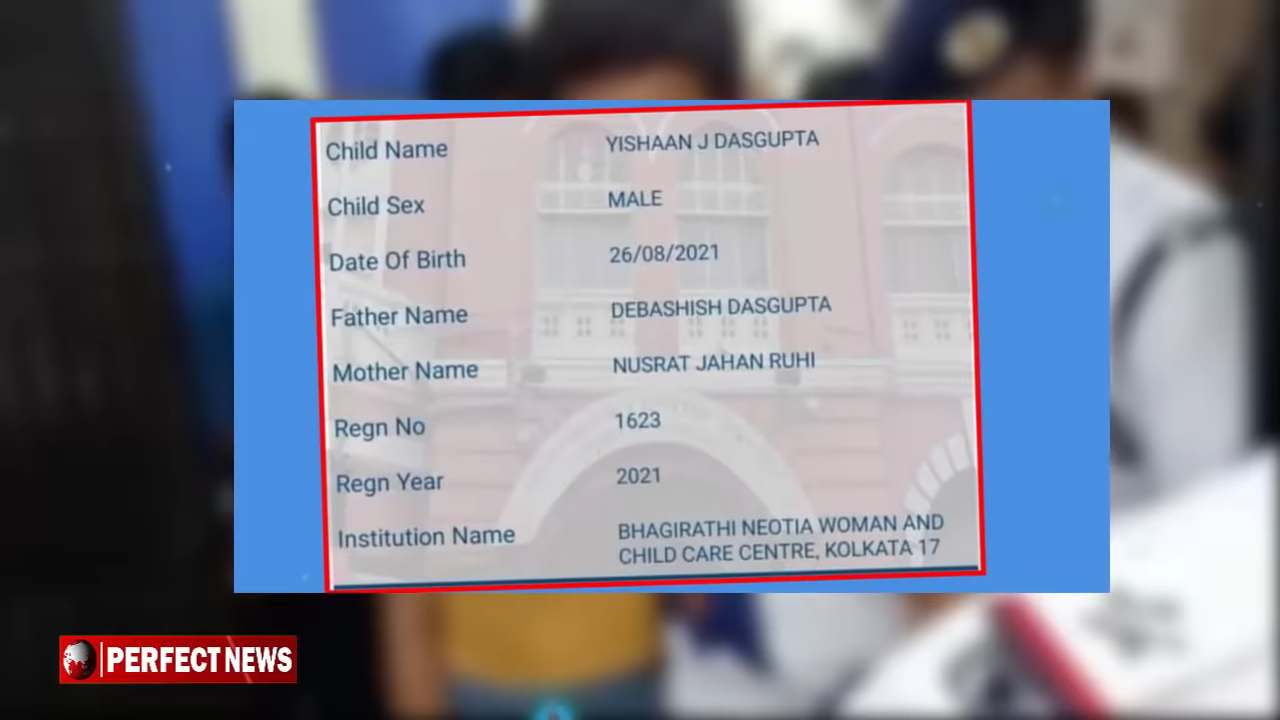 Child Name YISHAAN J DASGUPTA
Child Sex MALE
Date Of Birth 26/08/2021
Father Name DEBASHISH DASGUPTA
Mother Name NUSRAT JAHAN RUHI
Regn No 1623
Regn Year 2021
Institution Name BHAGIRATHI NEOTIA WOMAN AND
CHILD CARE CENTRE, KOLKATA 17
PERFECT NEWS